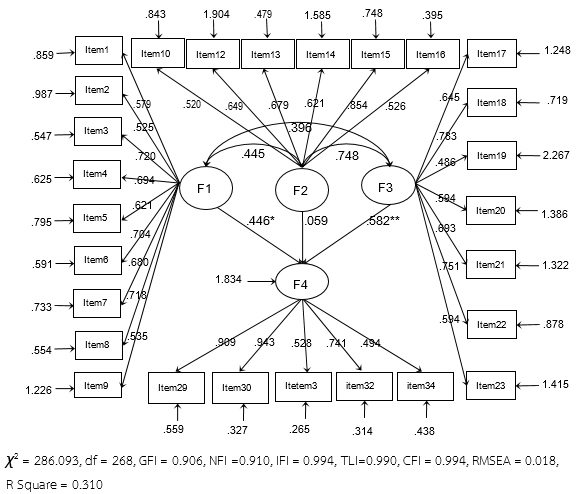 .843 1.904 .479 1.585 .748 .395
.859 Item1 Item10 Item12 Item13 Item14 Item15 Item16 Item17 1.248
.987 Item2 .579 .520 .649 .679 .621 .854 .526 .645 Item18 .719
.547 Item3 .525 .396 .783
.720 .445 .748 .486 Item19 2.267
.625 Item4 .694 F1 F2 F3 .594
.795 Item5 .621 .446* .059 .582** .693 Item20 1.386
.591 Item6 .704 .680 .751 Item21 1.322
1.834 F4
.733 Item7 .718 .594 Item22 .878
.554 Item8 .535 .909 .943 .528 .741 .494
1.226 Item9 Item29 Item30 Itetem3 item32 item34 Item23 1.415
.559 .327 .265 .314 .438
χ² = 286.093, df = 268, GFI = 0.906, NFI =0.910, IFI = 0.994, TLI=0.990, CFI = 0.994, RMSEA = 0.018,
R Square = 0.310